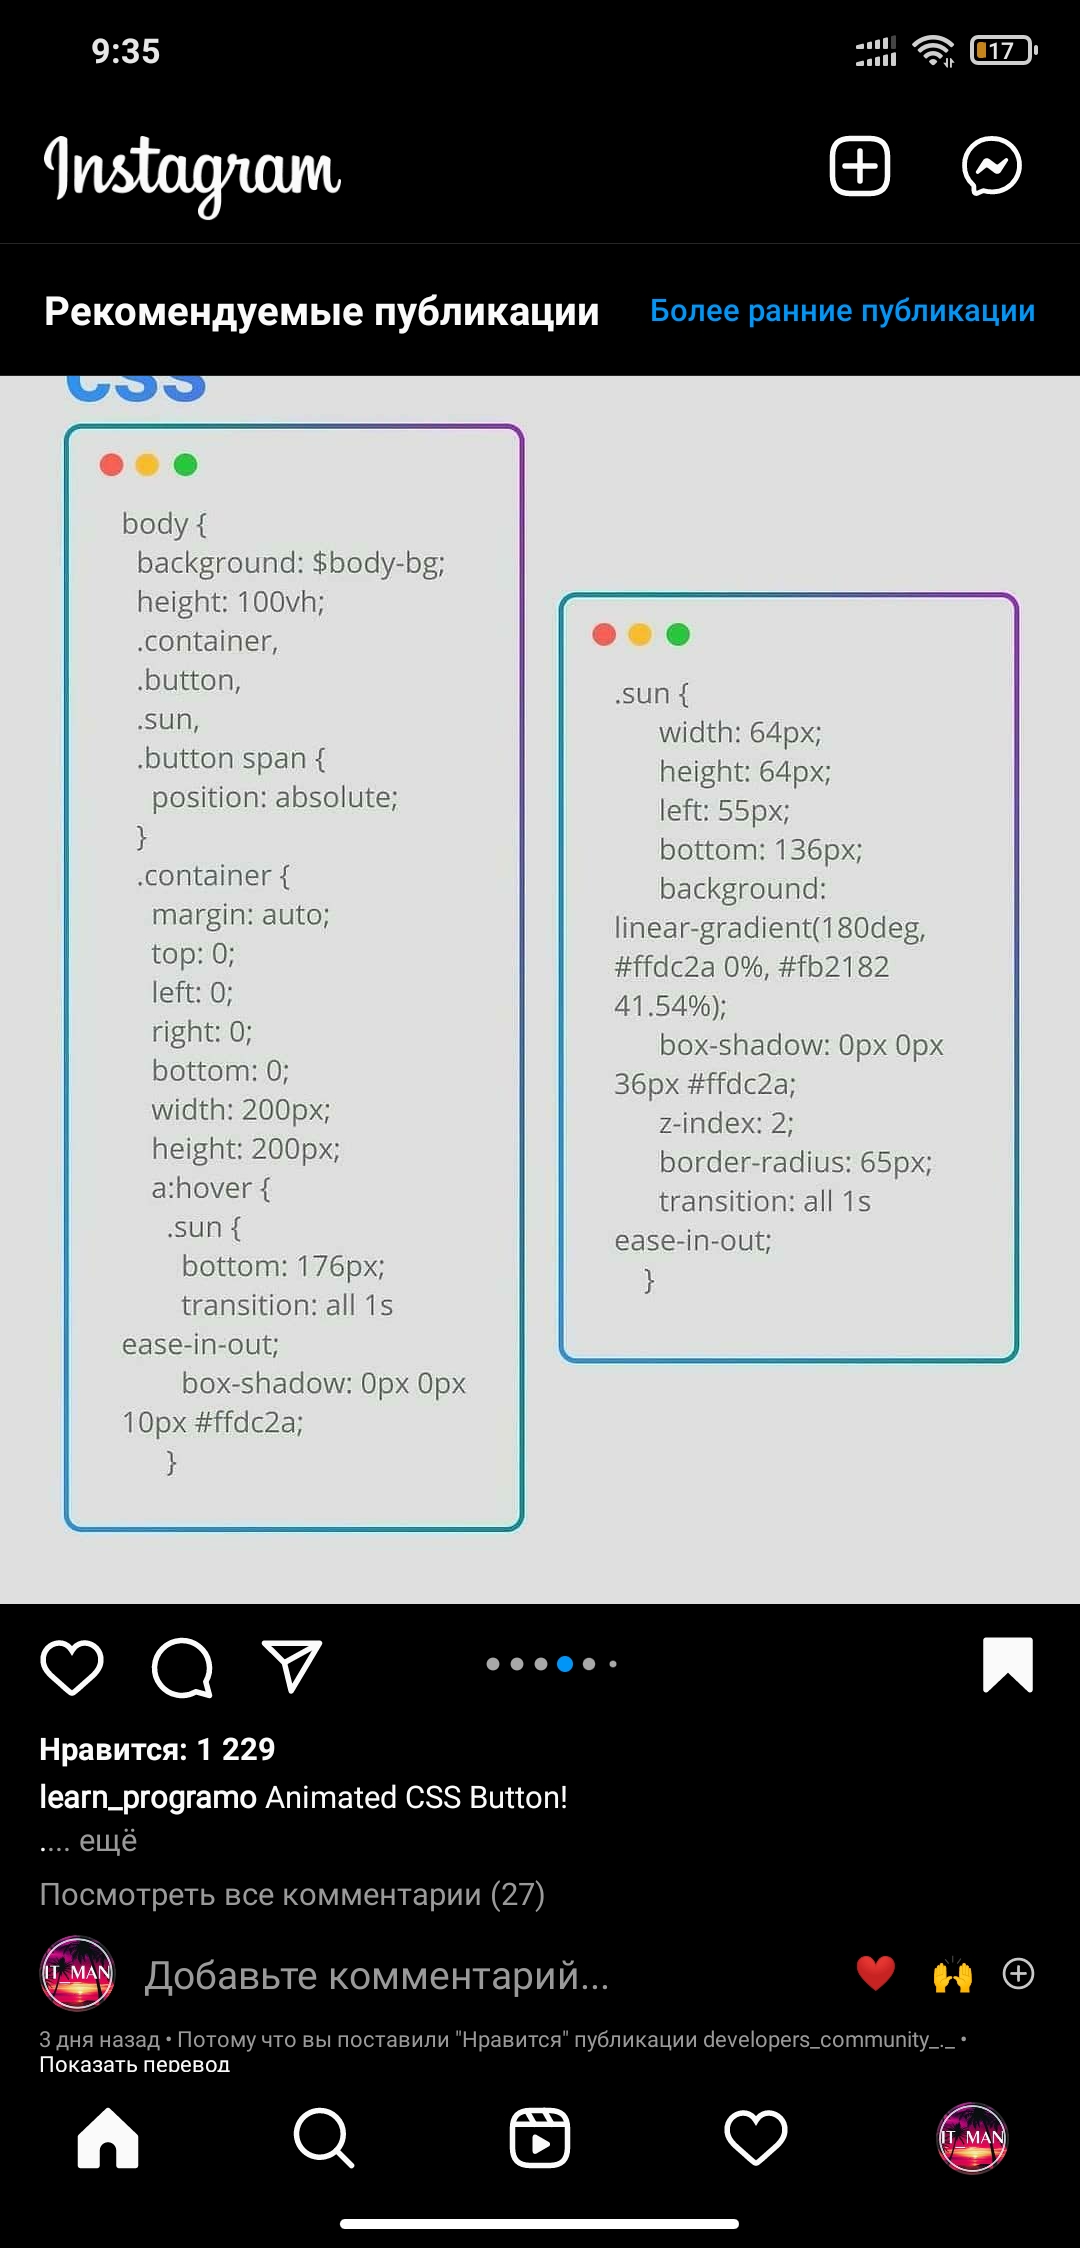 9:35
17
Instagram
Рекомендуемые публикации
Более ранние публикации
css
body {
background: $body-bg;
height: 100vh;
.container,
.button,
.sun,
.button span {
position: absolute;
}
.container {
margin: auto;
top: 0;
left: 0;
right: 0;
bottom: 0;
width: 200px;
height: 200px;
a:hover {
.sun {
bottom: 176px;
transition: all 1s
ease-in-out;
box-shadow: 0px 0px
10px #ffdc2a;
}
.sun {
width: 64px;
height: 64px;
left: 55px;
bottom: 136px;
background:
linear-gradient(180deg,
#ffdc2a 0%, #fb2182
41.54%);
box-shadow: 0px 0px
36px #ffdc2a;
z-index: 2;
border-radius: 65px;
transition: all 1s
ease-in-out;
}
Нравится: 1 229
learn_programo Animated CSS Button!
.... ещё
Посмотреть все комментарии (27)
IT MAN
Добавьте комментарий...
3 дня назад • Потому что вы поставили "Нравится" публикации developers_community_._ •
Показать перевод
IT MAN